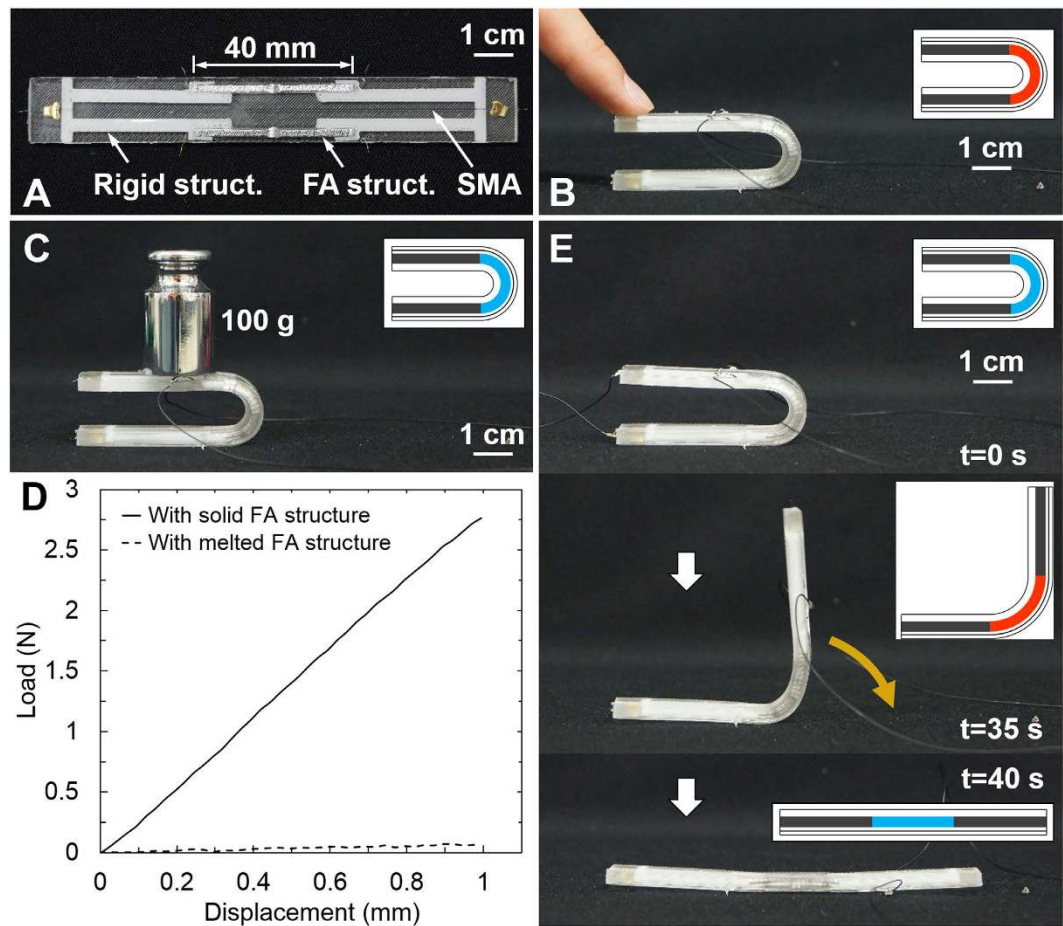 40 mm
1 cm
Rigid struct.
FA struct.
SMA
A
B
1 cm
C
100 g
1 cm
D
3
2.5
2
1.5
1
0.5
0
Load (N)
With solid FA structure
With melted FA structure
0 0.2 0.4 0.6 0.8 1
Displacement (mm)
E
1 cm
t=0 s
t=35 s
t=40 s